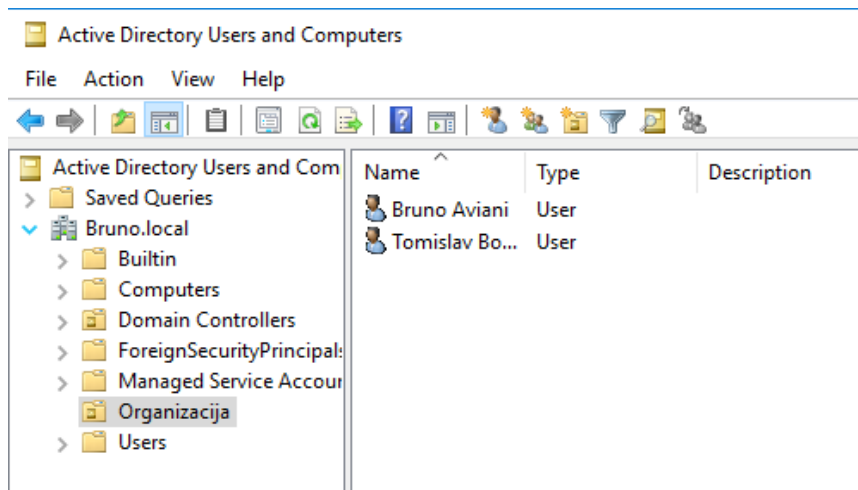 Active Directory Users and Computers
File Action View Help
Active Directory Users and Com
Saved Queries
Bruno.local
Builtin
Computers
Domain Controllers
ForeignSecurityPrincipals
Managed Service Accour
Organizacija
Users
Name Type Description
Bruno Aviani User
Tomislav Bo... User